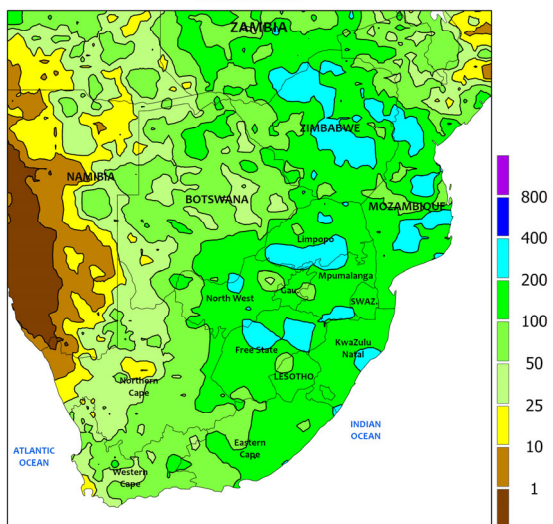 ZAMBIA
ZIMBABWE
NAMIBIA
BOTSWANA
MOZAMBIQUE
Limpopo
Mpumalanga
North West
Gau.
SWAZ.
Free State
KwaZulu
Natal
LESOTHO
Northern
Cape
Eastern
Cape
Western
Cape
ATLANTIC
OCEAN
INDIAN
OCEAN
800
400
200
100
50
25
10
1